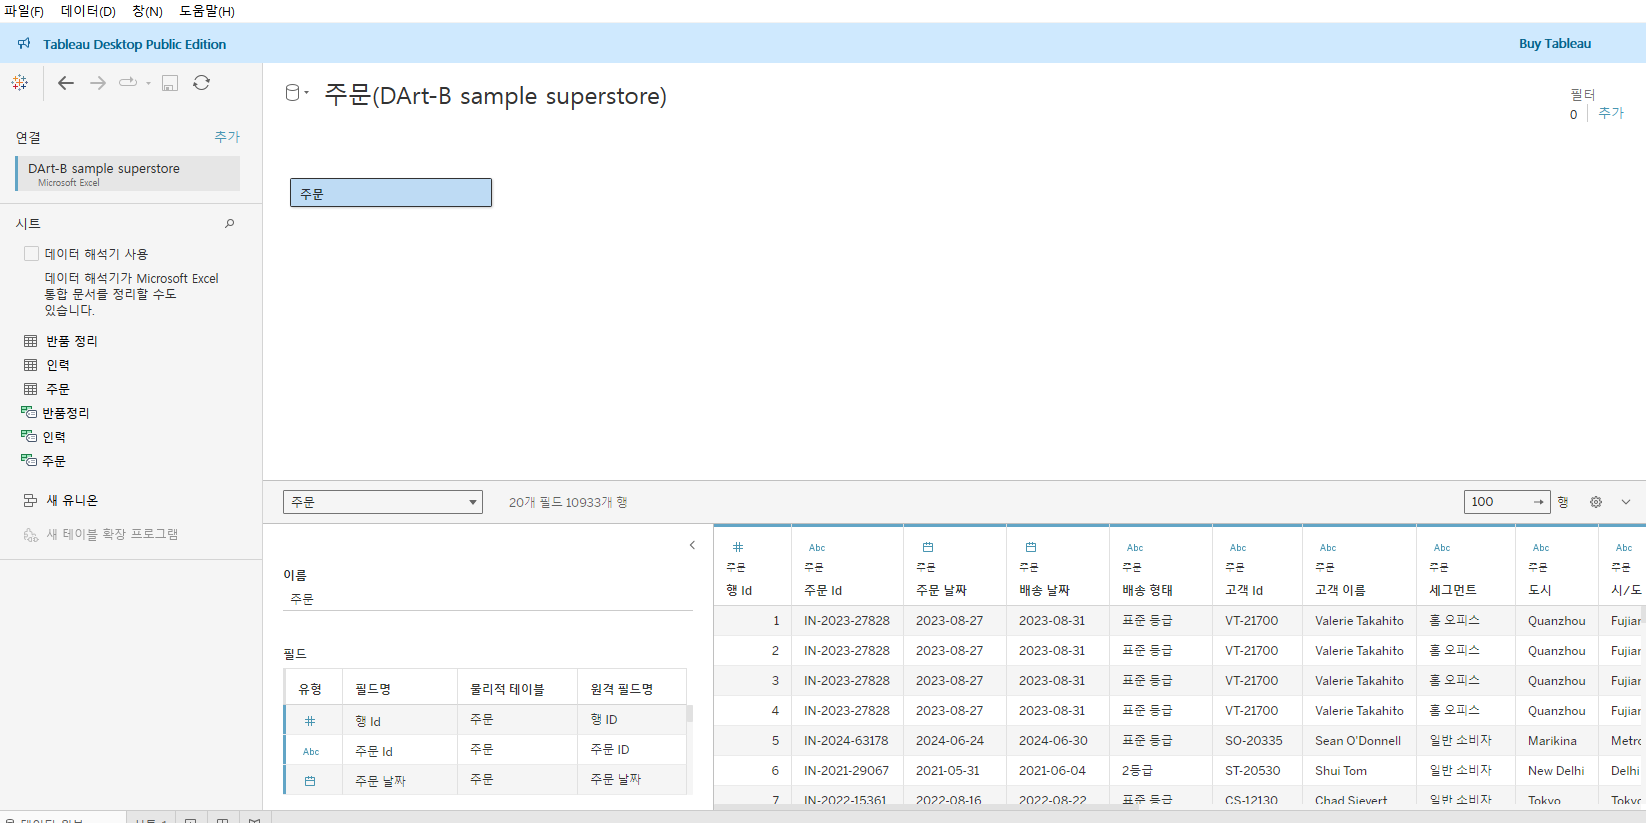 파일(F) 데이터(D) 창(N) 도움말(H)
Tableau Desktop Public Edition
Buy Tableau
주문(DArt-B sample superstore)
필터
0 추가
연결 추가
DArt-B sample superstore
Microsoft Excel
주문
시트
데이터 해석기 사용
데이터 해석기가 Microsoft Excel
통합 문서를 정리할 수도
있습니다.
반품 정리
인력
주문
반품정리
인력
주문
새 유니온
새 테이블 확장 프로그램
주문 20개 필드 10933개 행 100 → 행
이름
주문
필드
유형 필드명 물리적 테이블 원격 필드명
# 행 Id 주문 행 ID
Abc 주문 Id 주문 주문 ID
주문 날짜 주문 주문 날짜
# Abc Abc Abc Abc Abc Abc Abc
주문 주문 주문 주문 주문 주문 주문 주문 주문 주문
행 Id 주문 Id 주문 날짜 배송 날짜 배송 형태 고객 Id 고객 이름 세그먼트 도시 시/도
1 IN-2023-27828 2023-08-27 2023-08-31 표준 등급 VT-21700 Valerie Takahito 홈 오피스 Quanzhou Fujian
2 IN-2023-27828 2023-08-27 2023-08-31 표준 등급 VT-21700 Valerie Takahito 홈 오피스 Quanzhou Fujian
3 IN-2023-27828 2023-08-27 2023-08-31 표준 등급 VT-21700 Valerie Takahito 홈 오피스 Quanzhou Fujian
4 IN-2023-27828 2023-08-27 2023-08-31 표준 등급 VT-21700 Valerie Takahito 홈 오피스 Quanzhou Fujian
5 IN-2024-63178 2024-06-24 2024-06-30 표준 등급 SO-20335 Sean O'Donnell 일반 소비자 Marikina Metro
6 IN-2021-29067 2021-05-31 2021-06-04 2등급 ST-20530 Shui Tom 일반 소비자 New Delhi Delhi
7 IN-2022-15361 2022-08-16 2022-08-22 표준 등급 CS-12130 Chad Sievert 일반 소비자 Tokyo Tokyo